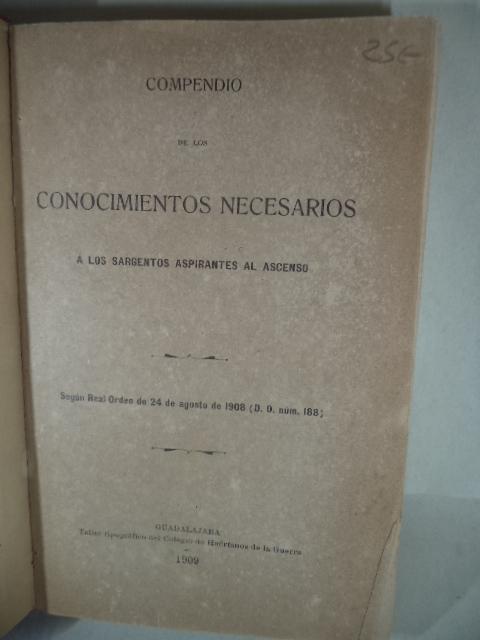 25€
COMPENDIO
DE LOS
CONOCIMIENTOS NECESARIOS
Á LOS SARGENTOS ASPIRANTES AL ASCENSO
Según Real Orden de 24 de agosto de 1908 (D. O. núm. 188)
GUADALAJARA
Taller tipográfico del Colegio de Huérfanos de la Guerra
1909